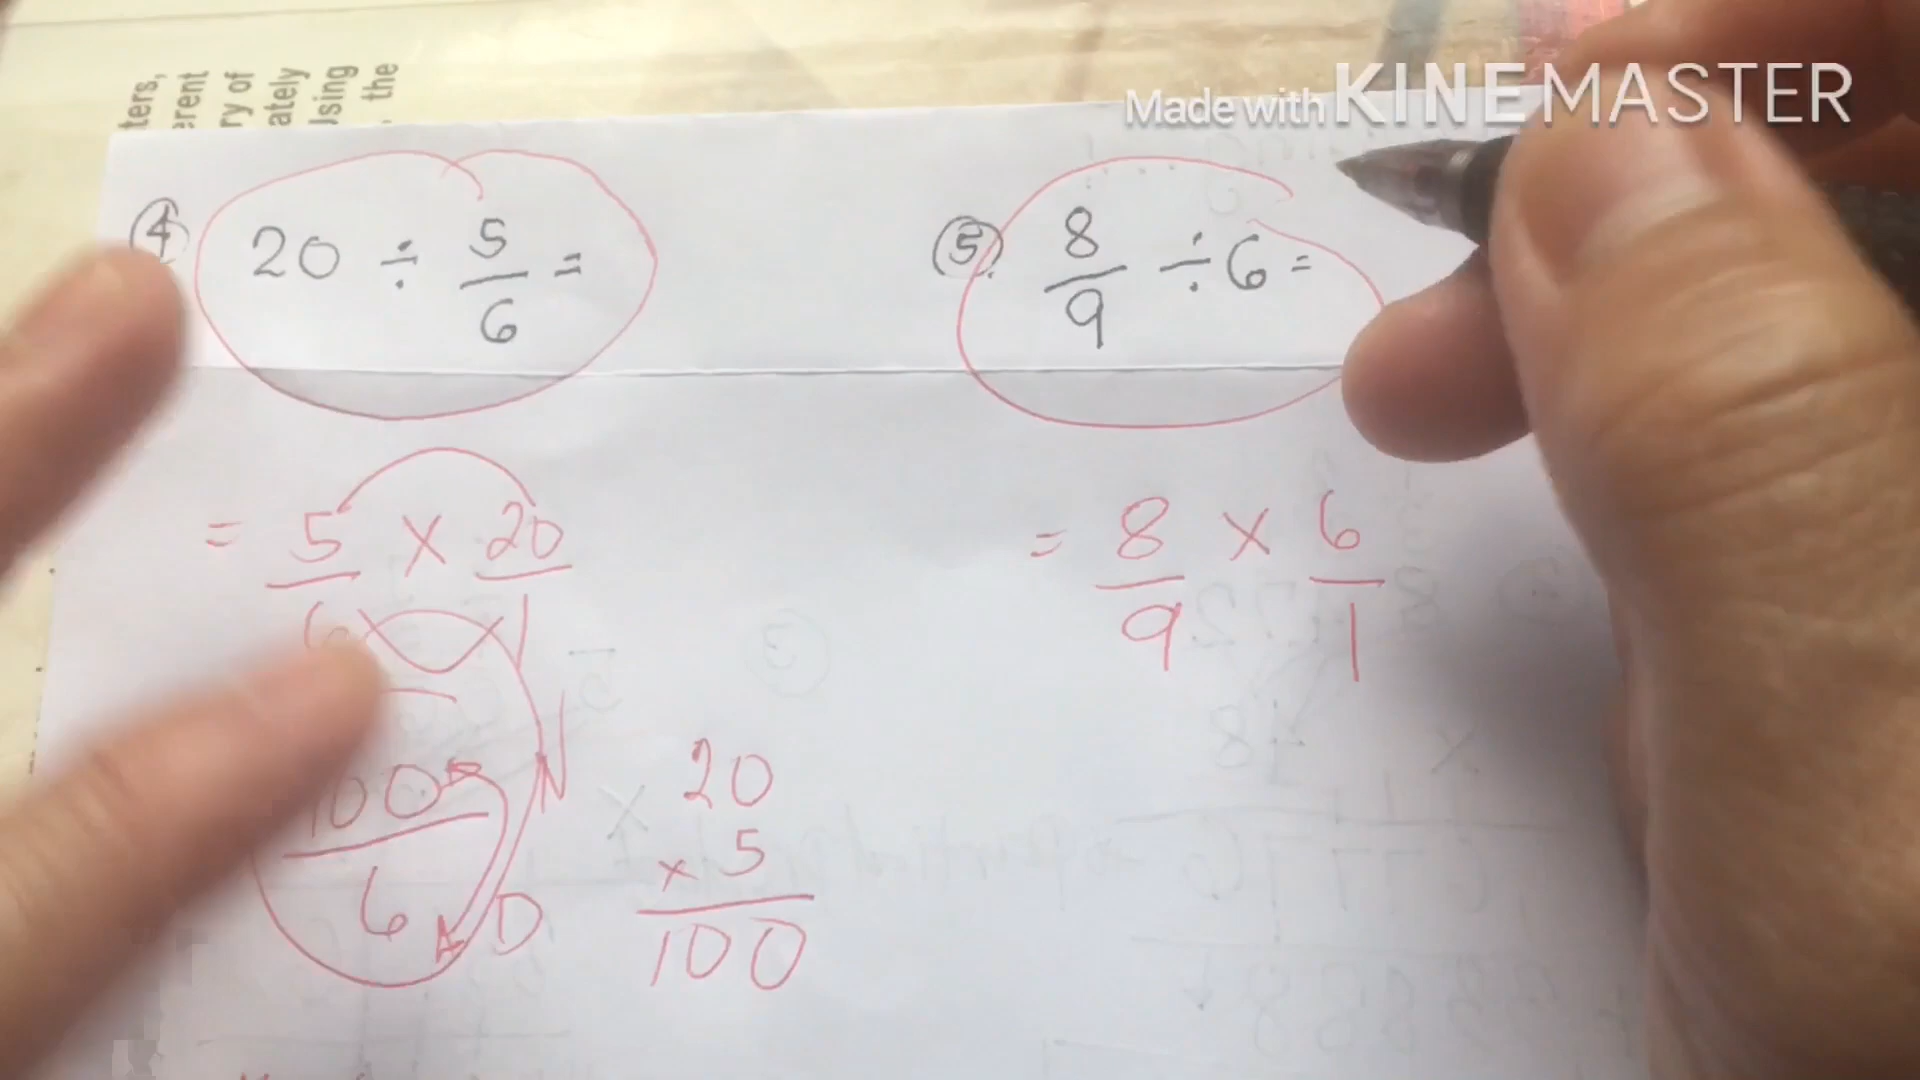 Made with KINEMASTER
ters,
erent
ry of
ately
Using
the
④ 20 ÷ 5/6 =
= 5/6 × 20/1
100/6
N
D
20
× 5
100
⑤ 8/9 ÷ 6 =
= 8/9 × 6/1